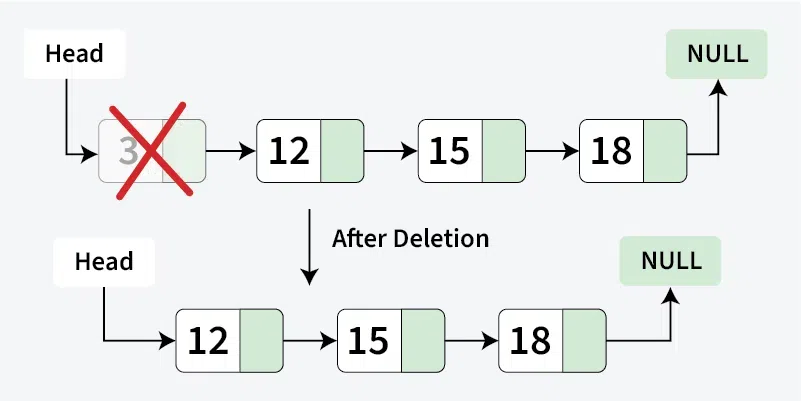 Head
NULL
3 12 15 18
After Deletion
Head
NULL
12 15 18